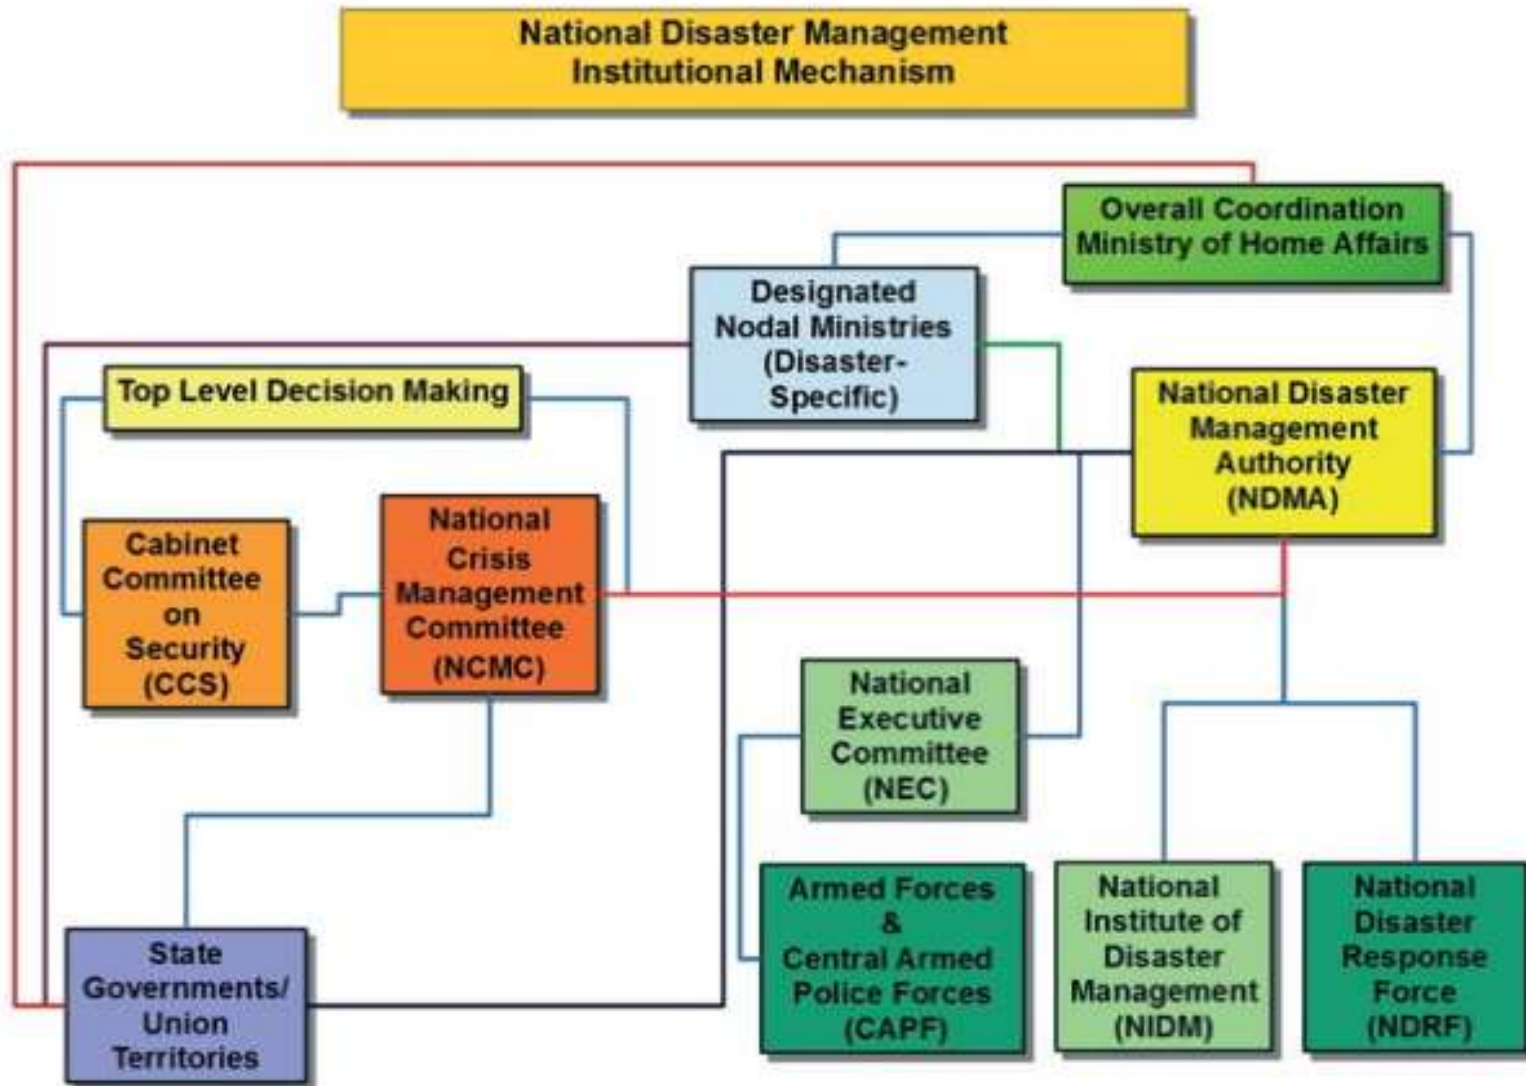 National Disaster Management
Institutional Mechanism
Overall Coordination
Ministry of Home Affairs
Designated
Nodal Ministries
(Disaster-
Specific)
Top Level Decision Making
National Disaster
Management
Authority
(NDMA)
Cabinet
Committee
on
Security
(CCS)
National
Crisis
Management
Committee
(NCMC)
National
Executive
Committee
(NEC)
State
Governments/
Union
Territories
Armed Forces
&
Central Armed
Police Forces
(CAPF)
National
Institute of
Disaster
Management
(NIDM)
National
Disaster
Response
Force
(NDRF)